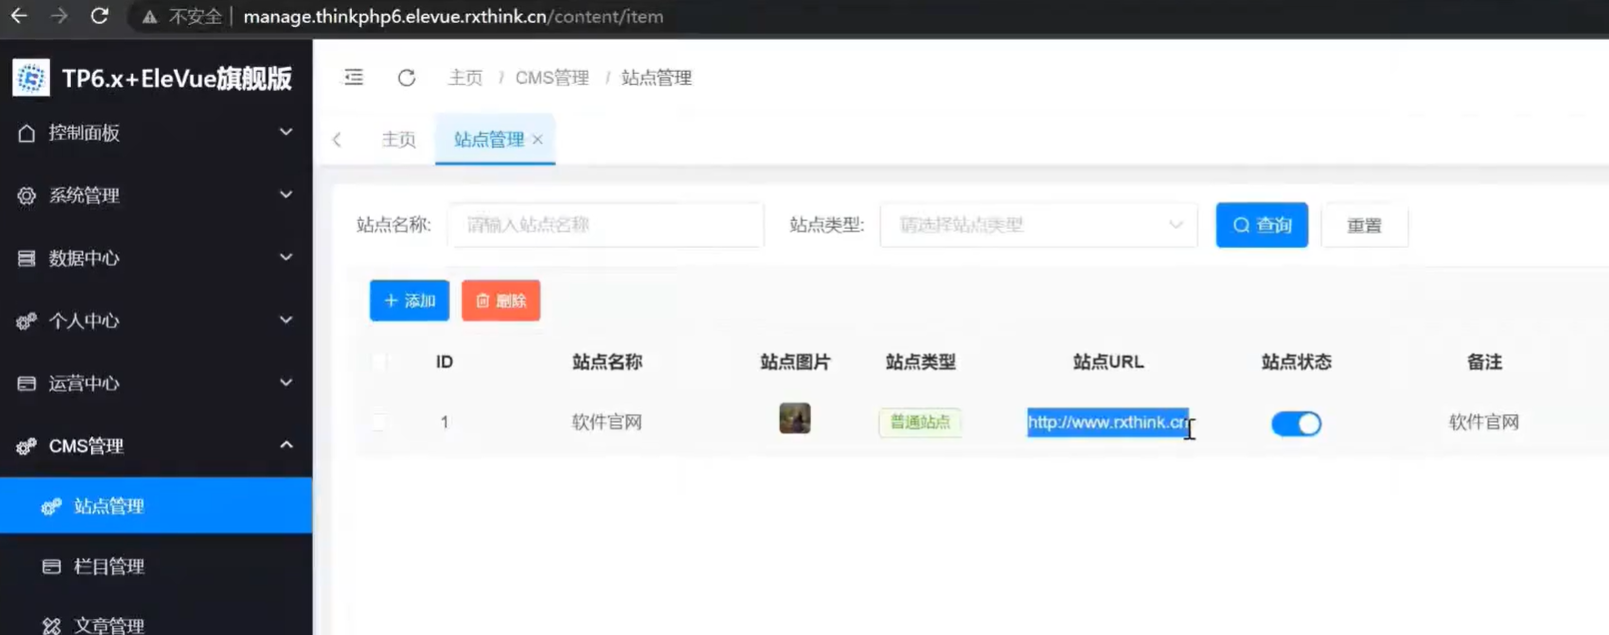 不安全 manage.thinkphp6.elevue.rxthink.cn/content/item
TP6.x+EleVue旗舰版
主页 / CMS管理 / 站点管理
控制面板
主页 站点管理 ×
系统管理
站点名称: 请输入站点名称 站点类型: 请选择站点类型 查询 重置
数据中心
+ 添加 删除
个人中心
ID 站点名称 站点图片 站点类型 站点URL 站点状态 备注
运营中心
1 软件官网 普通站点 http://www.rxthink.cn 软件官网
CMS管理
站点管理
栏目管理
文章管理